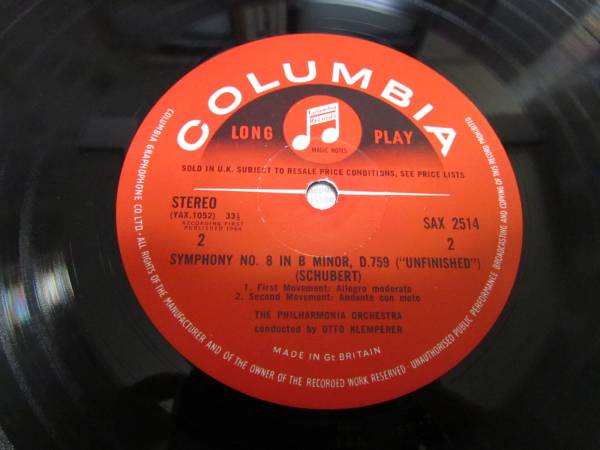 COLUMBIA
Columbia
Records
MAGIC NOTES
LONG PLAY
SOLD IN U.K. SUBJECT TO RESALE PRICE CONDITIONS, SEE PRICE LISTS
STEREO
(YAX.1052) 33⅓
RECORDING FIRST
PUBLISHED 1964
2
SAX 2514
2
SYMPHONY NO. 8 IN B MINOR, D.759 ("UNFINISHED")
(SCHUBERT)
1. First Movement: Allegro moderato
2. Second Movement: Andante con moto
THE PHILHARMONIA ORCHESTRA
conducted by OTTO KLEMPERER
MADE IN Gt BRITAIN
COLUMBIA GRAPHOPHONE CO LTD · ALL RIGHTS OF THE MANUFACTURER AND OF THE OWNER OF THE RECORDED WORK RESERVED · UNAUTHORISED PUBLIC PERFORMANCE BROADCASTING AND COPYING OF THIS RECORD PROHIBITED